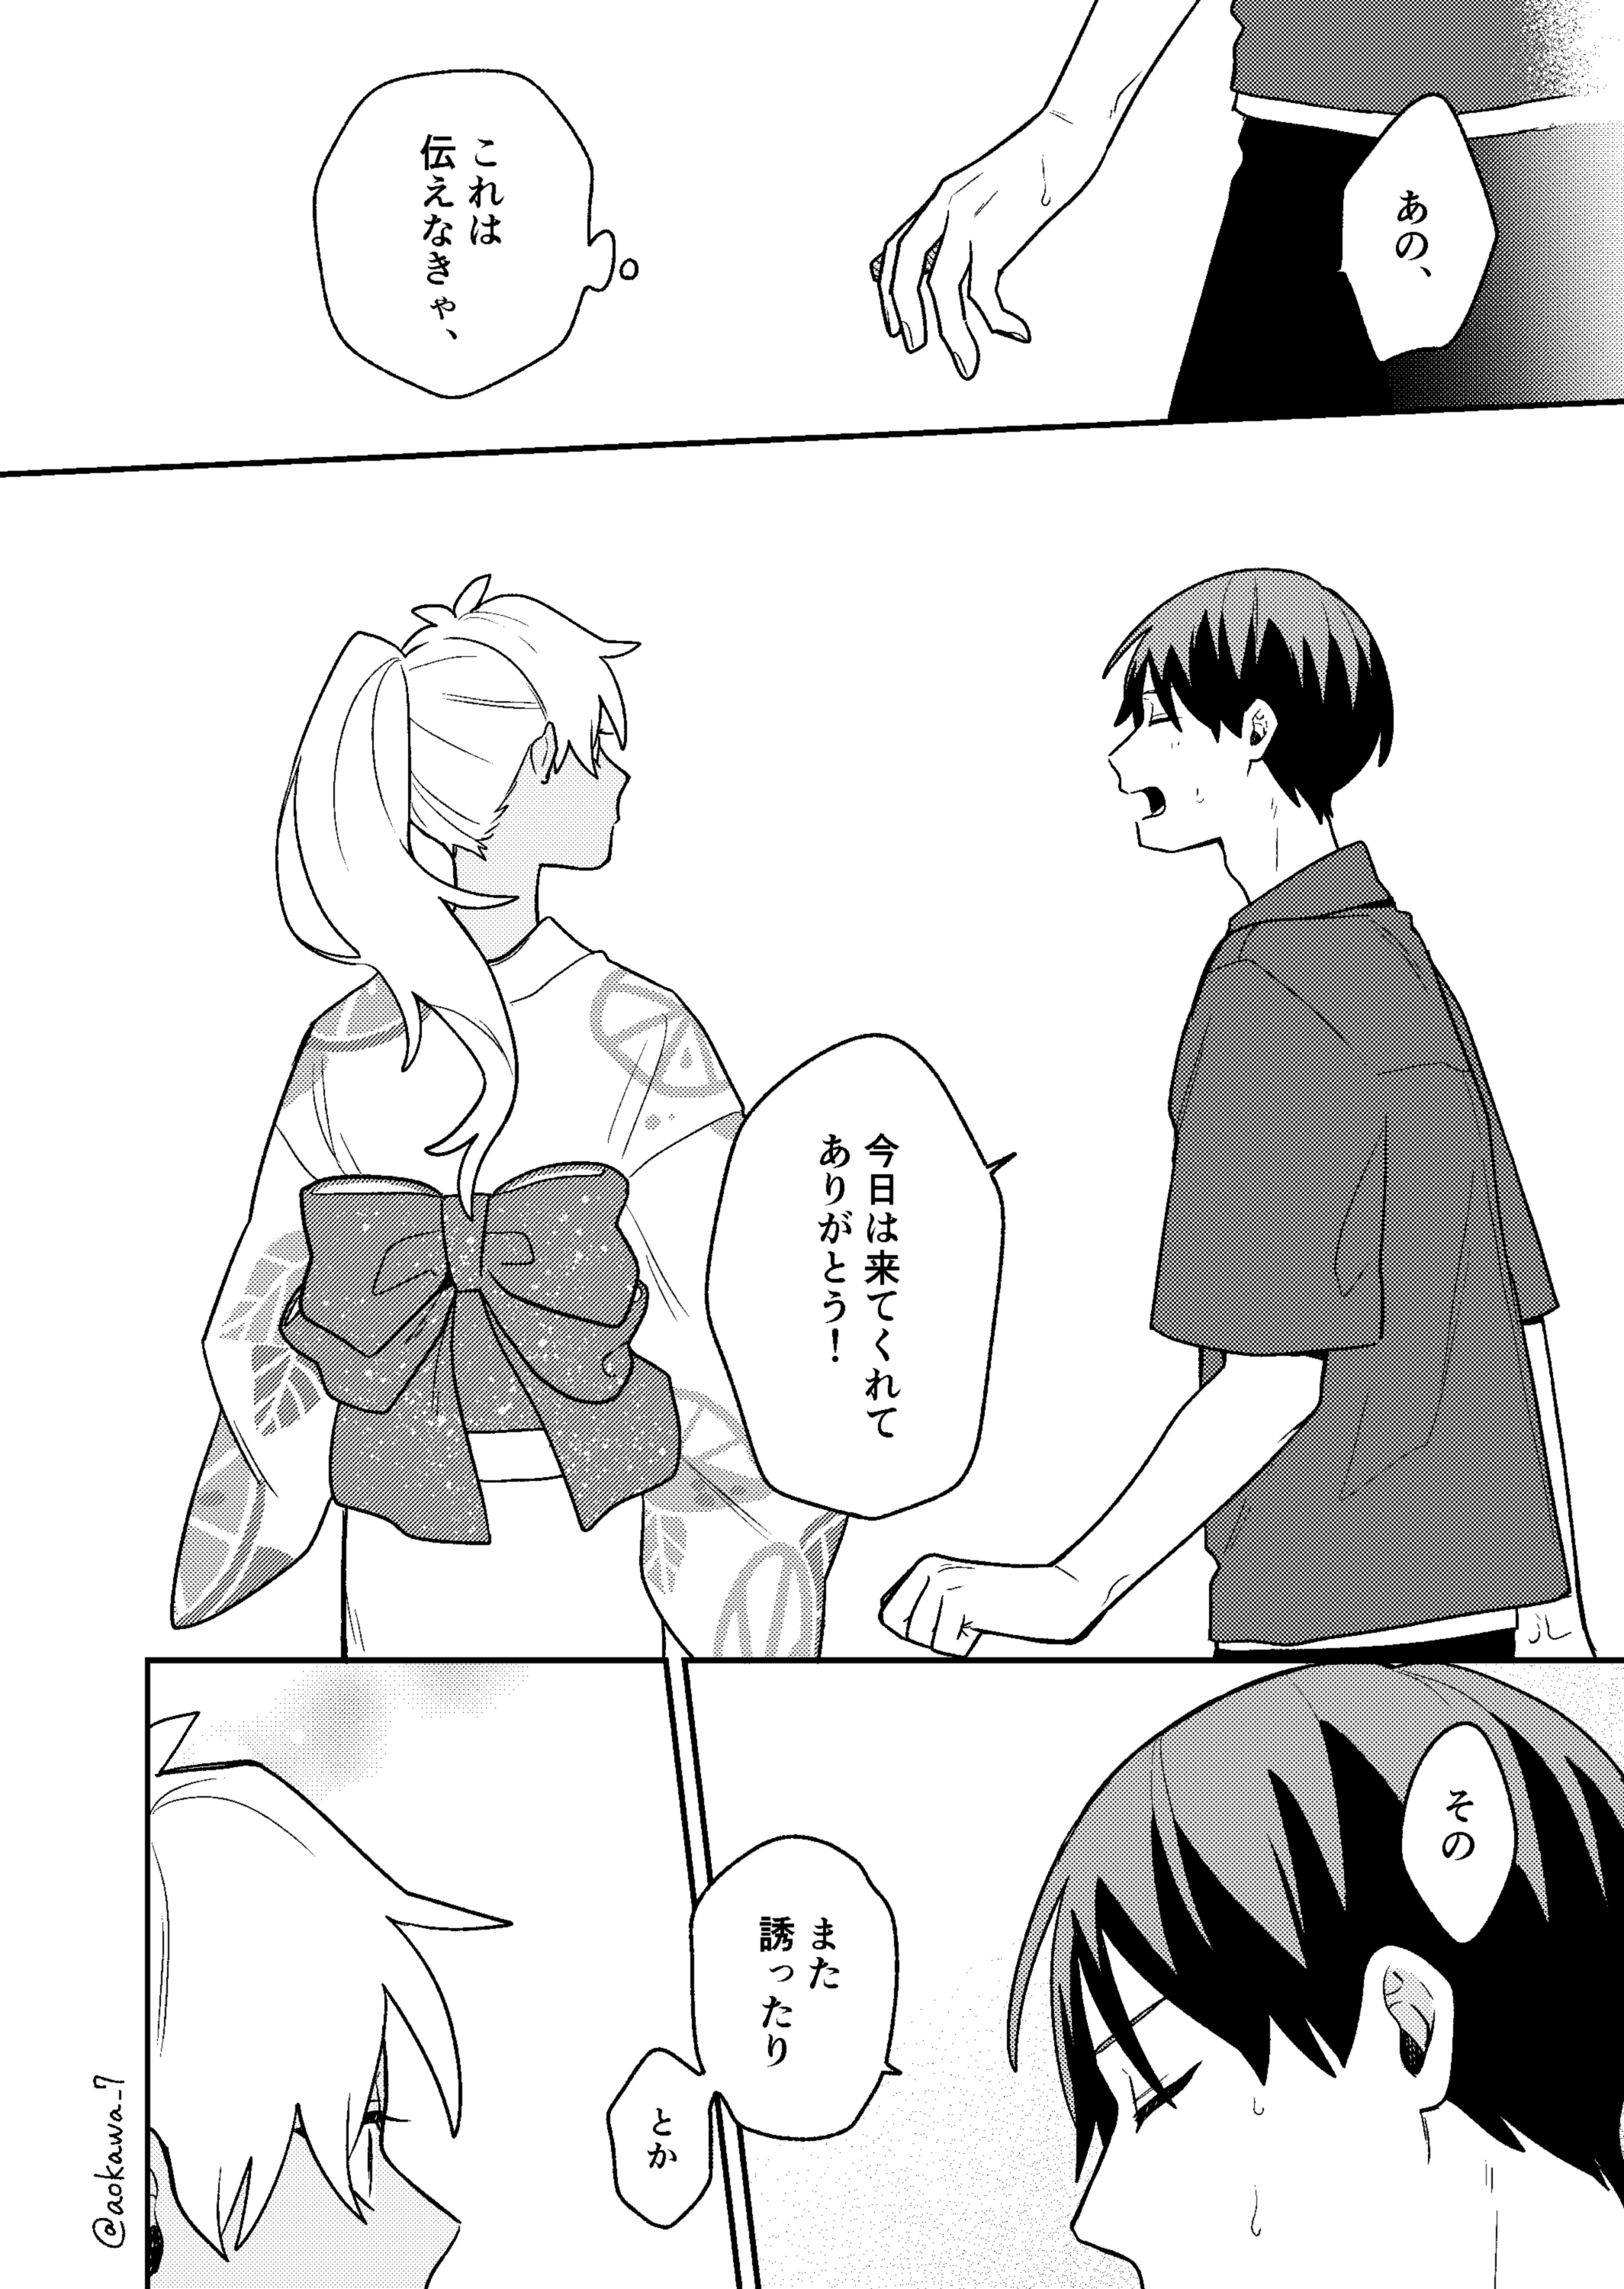 あの、
これは
伝えなきゃ、
今日は来てくれて
ありがとう!
その
また
誘ったり
とか
@aokawa_7